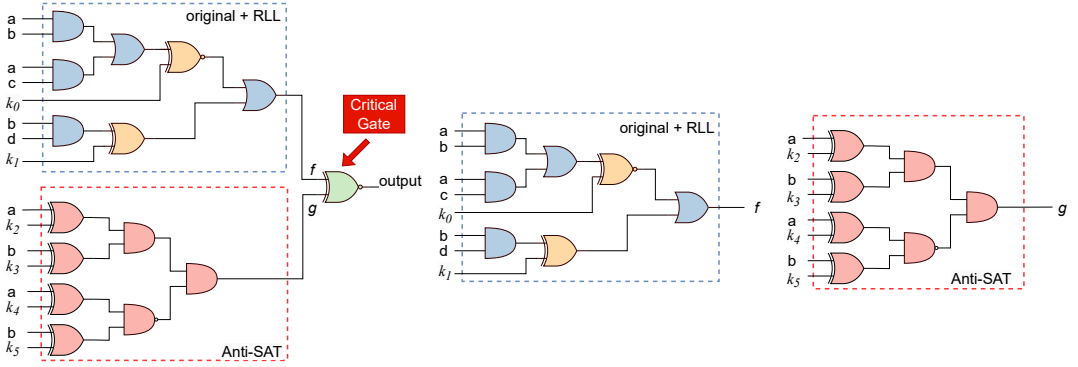 original + RLL
a
b
a
c
k0
b
d
k1
Critical
Gate
f
g
output
a
k2
b
k3
a
k4
b
k5
Anti-SAT
original + RLL
a
b
a
c
k0
b
d
k1
f
a
k2
b
k3
a
k4
b
k5
g
Anti-SAT